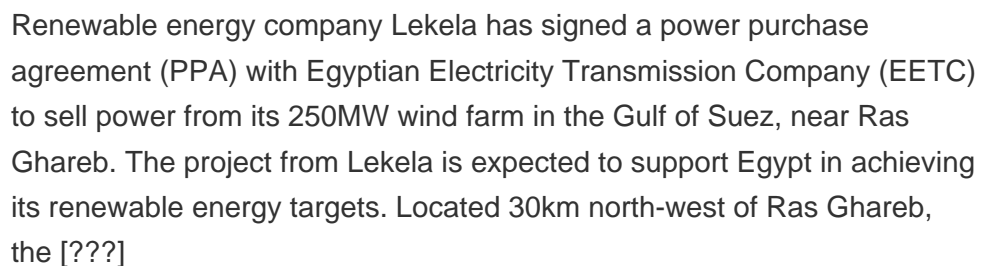 Renewable energy company Lekela has signed a power purchase
agreement (PPA) with Egyptian Electricity Transmission Company (EETC)
to sell power from its 250MW wind farm in the Gulf of Suez, near Ras
Ghareb. The project from Lekela is expected to support Egypt in achieving
its renewable energy targets. Located 30km north-west of Ras Ghareb,
the [???]